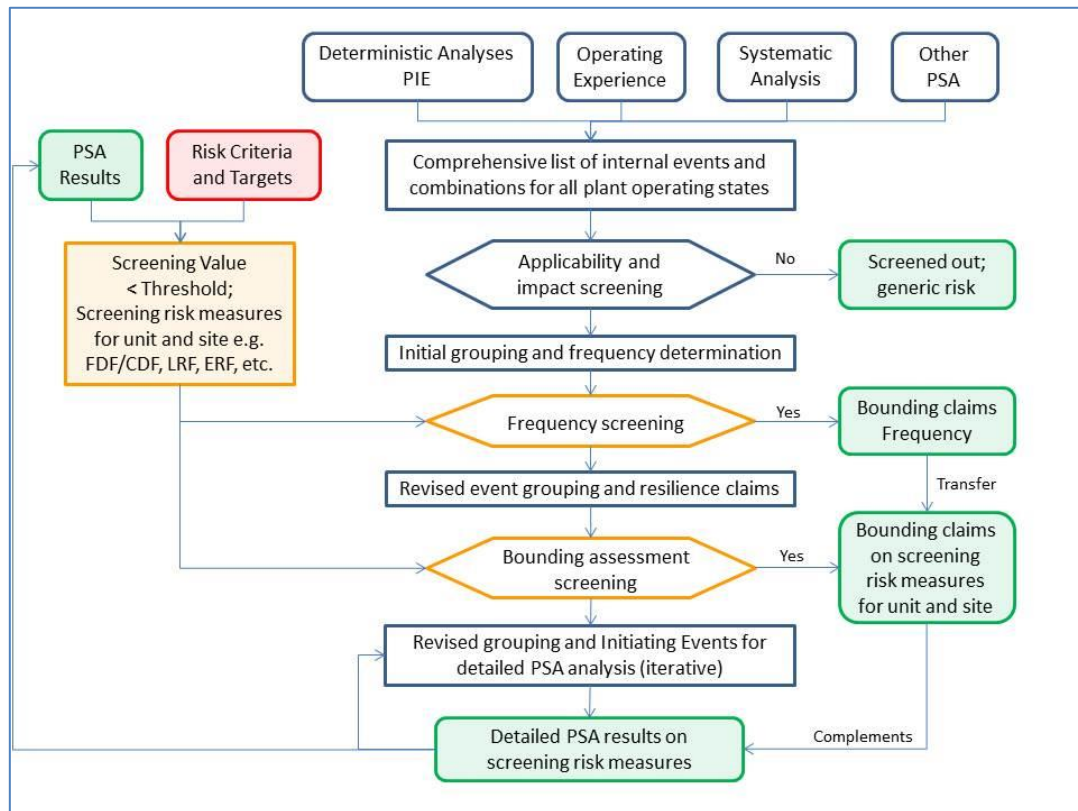 Deterministic Analyses
PIE
Operating
Experience
Systematic
Analysis
Other
PSA
PSA
Results
Risk Criteria
and Targets
Comprehensive list of internal events and
combinations for all plant operating states
Screening Value
< Threshold;
Screening risk measures
for unit and site e.g.
FDF/CDF, LRF, ERF, etc.
Applicability and
impact screening
No
Screened out;
generic risk
Initial grouping and frequency determination
Frequency screening
Yes
Bounding claims
Frequency
Transfer
Revised event grouping and resilience claims
Bounding assessment
screening
Yes
Bounding claims
on screening
risk measures
for unit and site
Revised grouping and Initiating Events for
detailed PSA analysis (iterative)
Detailed PSA results on
screening risk measures
Complements